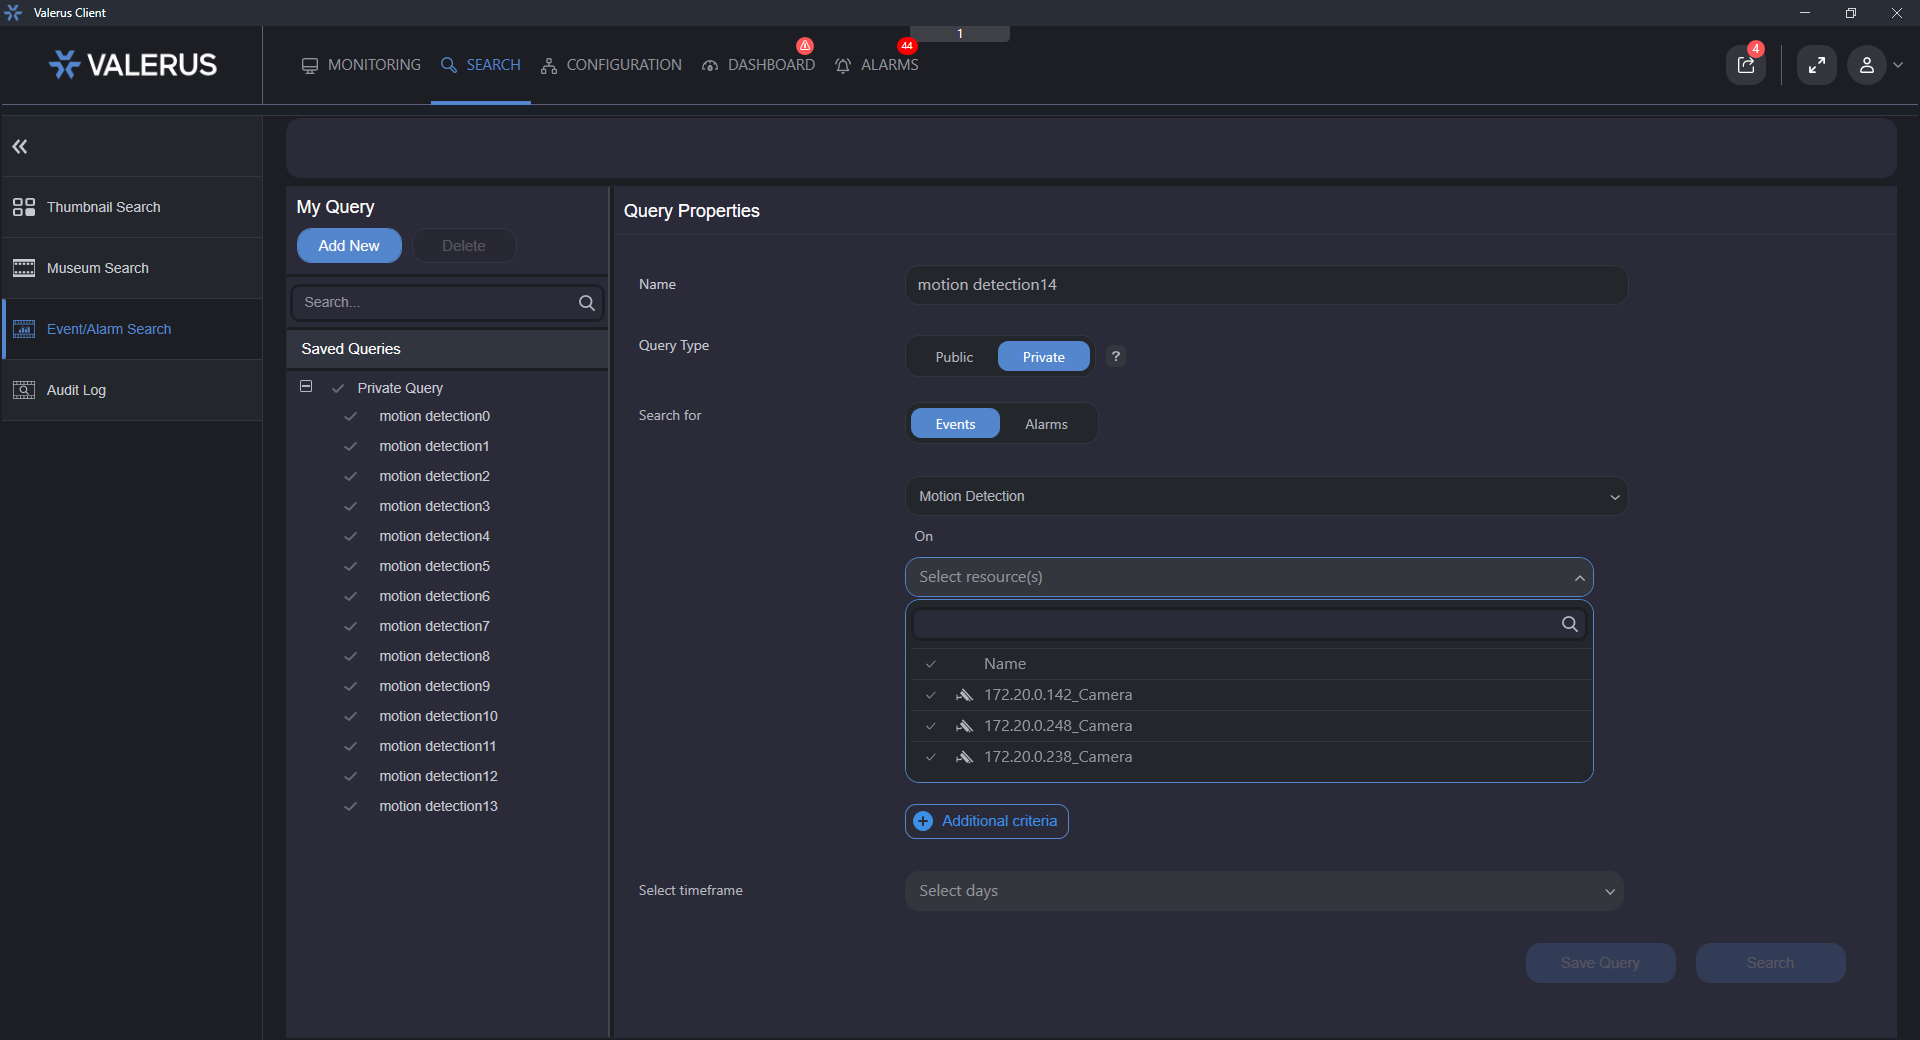 Valerus Client
1
VALERUS
MONITORING
SEARCH
CONFIGURATION
DASHBOARD
44
ALARMS
4
Thumbnail Search
Museum Search
Event/Alarm Search
Audit Log
My Query
Add New
Delete
Search...
Saved Queries
Private Query
motion detection0
motion detection1
motion detection2
motion detection3
motion detection4
motion detection5
motion detection6
motion detection7
motion detection8
motion detection9
motion detection10
motion detection11
motion detection12
motion detection13
Query Properties
Name
motion detection14
Query Type
Public
Private
?
Search for
Events
Alarms
Motion Detection
On
Select resource(s)
Name
172.20.0.142_Camera
172.20.0.248_Camera
172.20.0.238_Camera
Additional criteria
Select timeframe
Select days
Save Query
Search